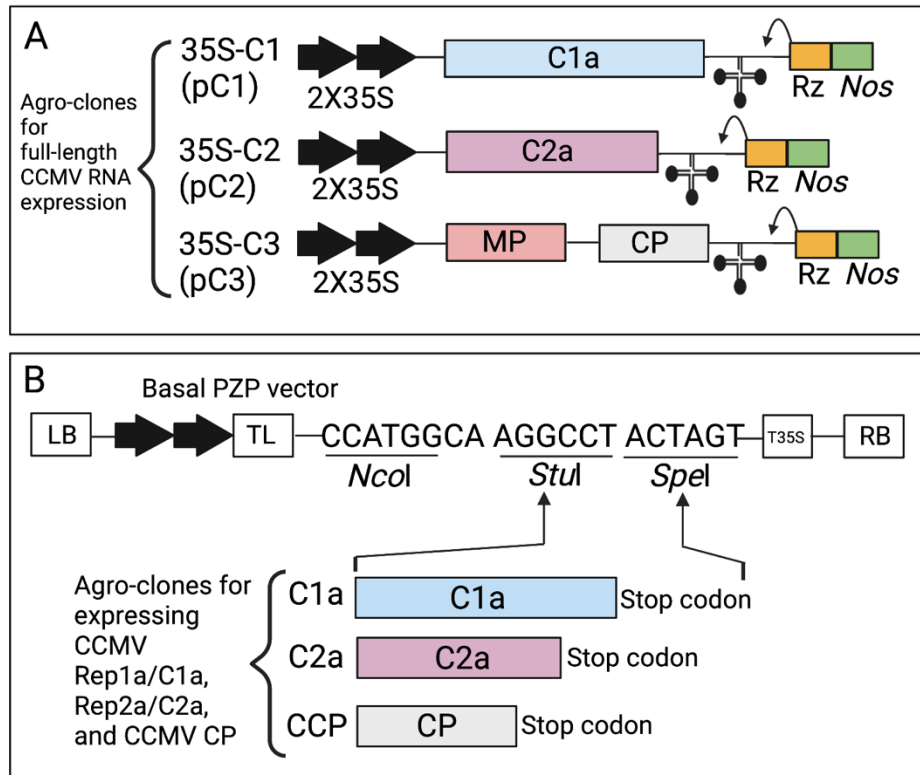 A
Agro-clones
for
full-length
CCMV RNA
expression
35S-C1
(pC1)
2X35S
C1a
Rz Nos
35S-C2
(pC2)
2X35S
C2a
Rz Nos
35S-C3
(pC3)
2X35S
MP CP
Rz Nos
B
Basal PZP vector
LB TL CCATGGCA AGGCCT ACTAGT T35S RB
NcoI StuI SpeI
Agro-clones for
expressing
CCMV
Rep1a/C1a,
Rep2a/C2a,
and CCMV CP
C1a C1a Stop codon
C2a C2a Stop codon
CCP CP Stop codon